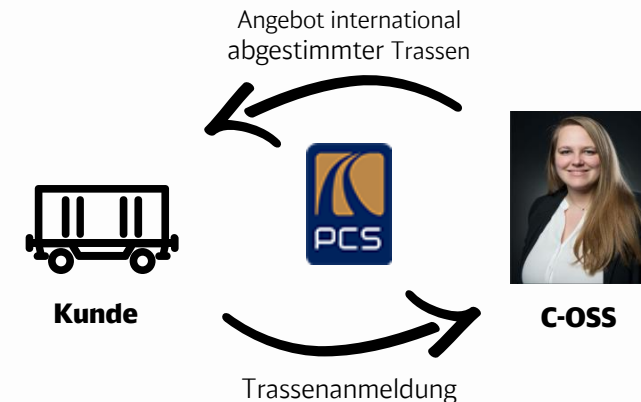 Angebot international
abgestimmter Trassen
PCS
Kunde
C-OSS
Trassenanmeldung